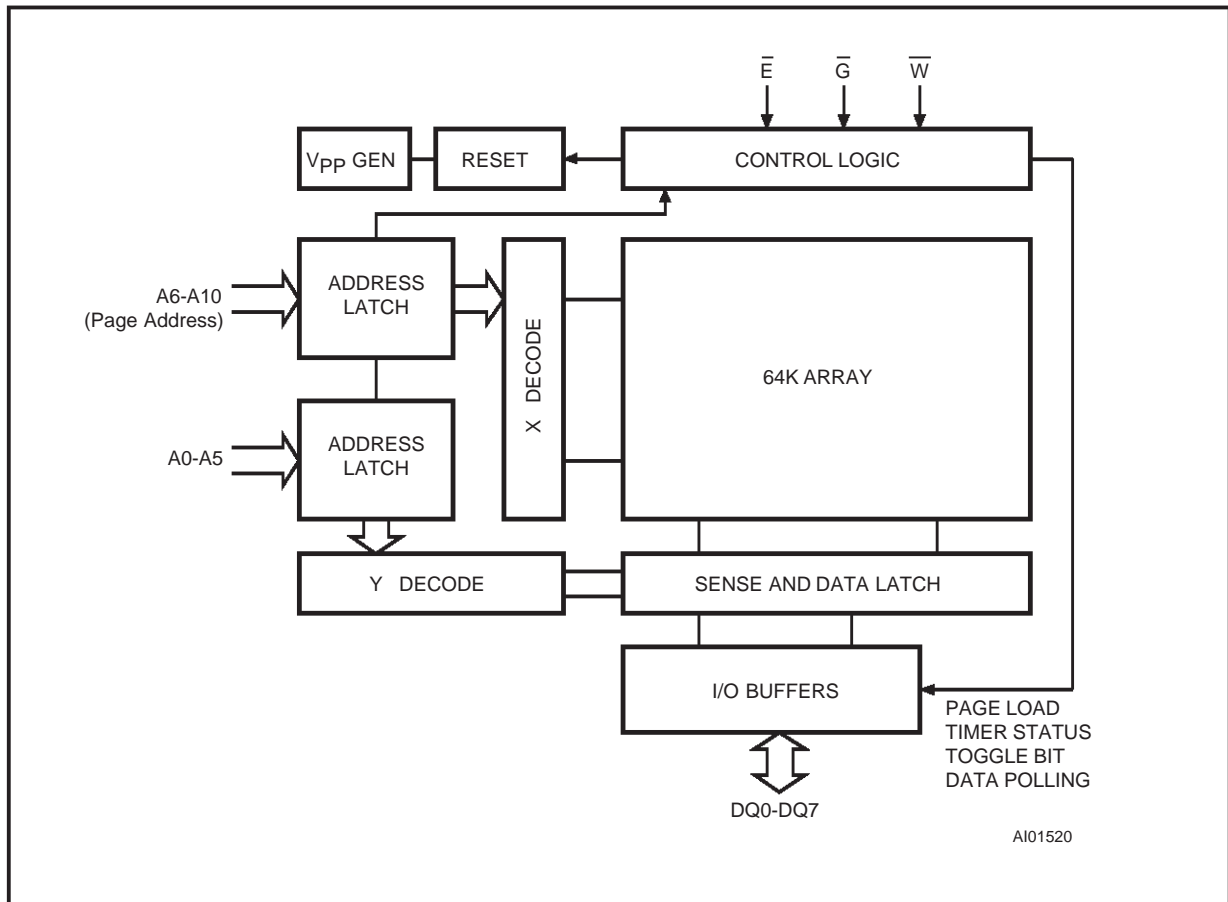 E̅ G̅ W̅
VPP GEN
RESET
CONTROL LOGIC
A6-A10
(Page Address)
ADDRESS
LATCH
X DECODE
64K ARRAY
A0-A5
ADDRESS
LATCH
Y DECODE
SENSE AND DATA LATCH
I/O BUFFERS
PAGE LOAD
TIMER STATUS
TOGGLE BIT
DATA POLLING
DQ0-DQ7
AI01520